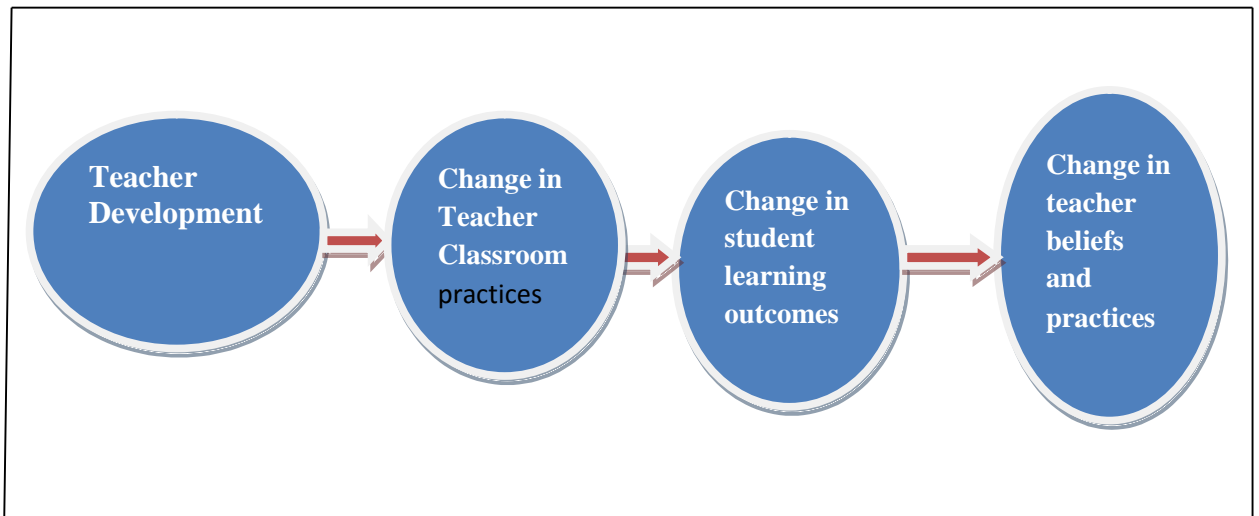 Teacher
Development
Change in
Teacher
Classroom
practices
Change in
student
learning
outcomes
Change in
teacher
beliefs
and
practices